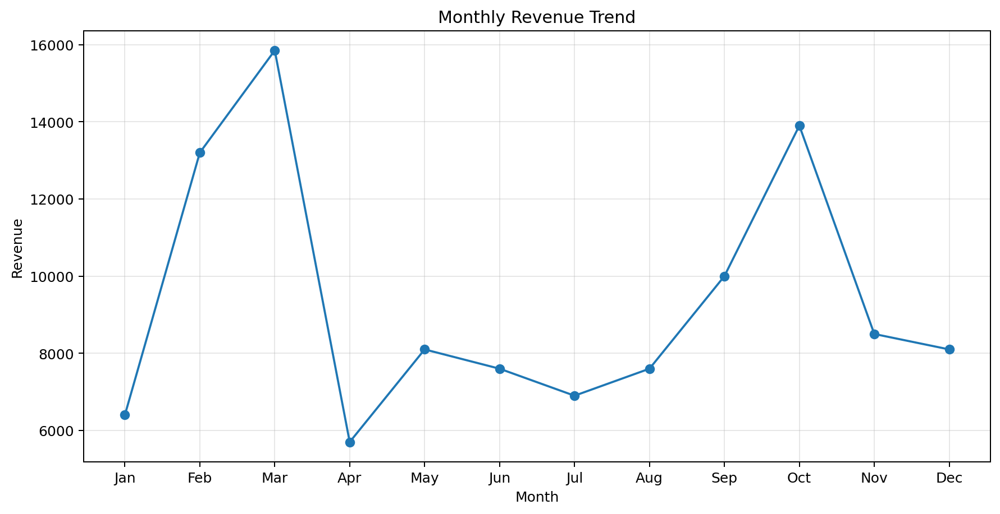 Monthly Revenue Trend
16000
14000
12000
10000
8000
6000
Revenue
Jan Feb Mar Apr May Jun Jul Aug Sep Oct Nov Dec
Month